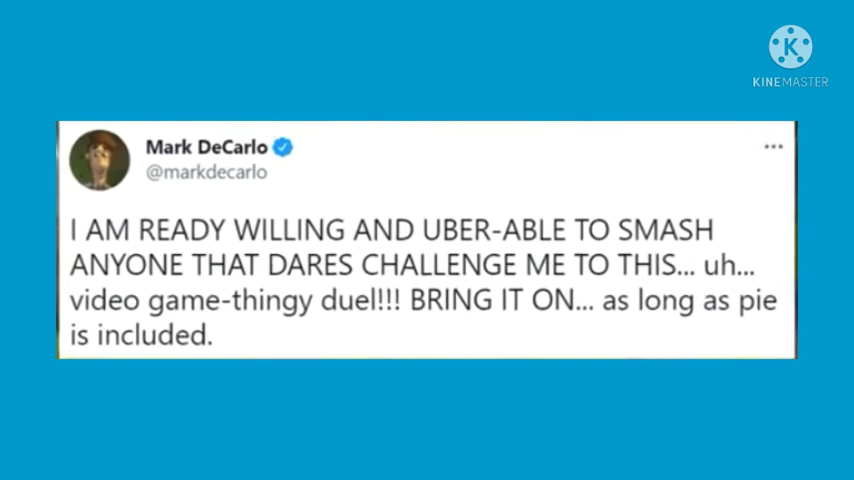 K
KINEMASTER
Mark DeCarlo
@markdecarlo
I AM READY WILLING AND UBER-ABLE TO SMASH
ANYONE THAT DARES CHALLENGE ME TO THIS... uh...
video game-thingy duel!!! BRING IT ON... as long as pie
is included.